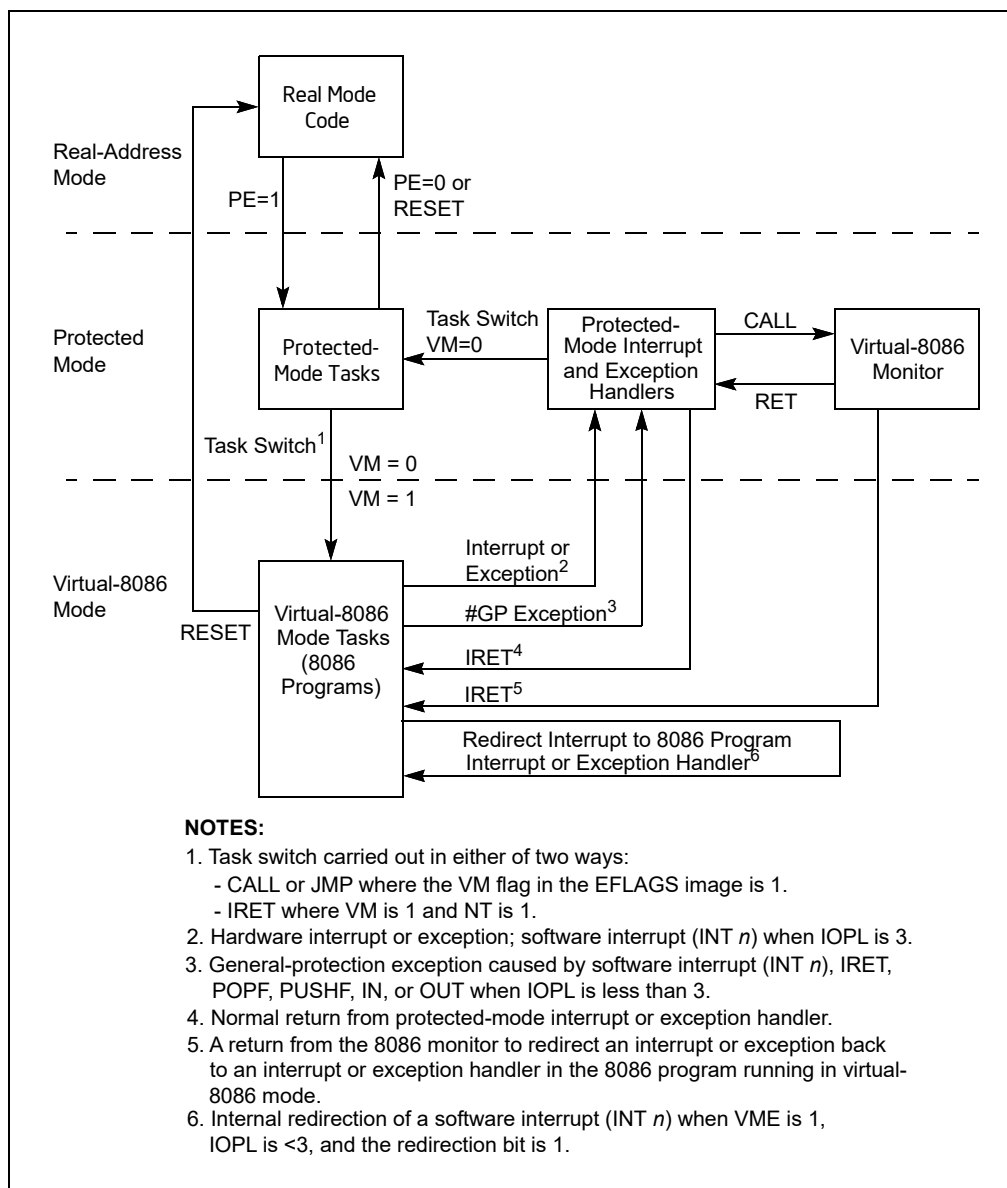 Real Mode
Code
Real-Address
Mode
PE=1
PE=0 or
RESET
Protected
Mode
Protected-
Mode Tasks
Task Switch
VM=0
Protected-
Mode Interrupt
and Exception
Handlers
CALL
RET
Virtual-8086
Monitor
Task Switch1
VM = 0
VM = 1
Virtual-8086
Mode
RESET
Virtual-8086
Mode Tasks
(8086
Programs)
Interrupt or
Exception2
#GP Exception3
IRET4
IRET5
Redirect Interrupt to 8086 Program
Interrupt or Exception Handler6
NOTES:
1. Task switch carried out in either of two ways:
- CALL or JMP where the VM flag in the EFLAGS image is 1.
- IRET where VM is 1 and NT is 1.
2. Hardware interrupt or exception; software interrupt (INT n) when IOPL is 3.
3. General-protection exception caused by software interrupt (INT n), IRET,
POPF, PUSHF, IN, or OUT when IOPL is less than 3.
4. Normal return from protected-mode interrupt or exception handler.
5. A return from the 8086 monitor to redirect an interrupt or exception back
to an interrupt or exception handler in the 8086 program running in virtual-
8086 mode.
6. Internal redirection of a software interrupt (INT n) when VME is 1,
IOPL is <3, and the redirection bit is 1.